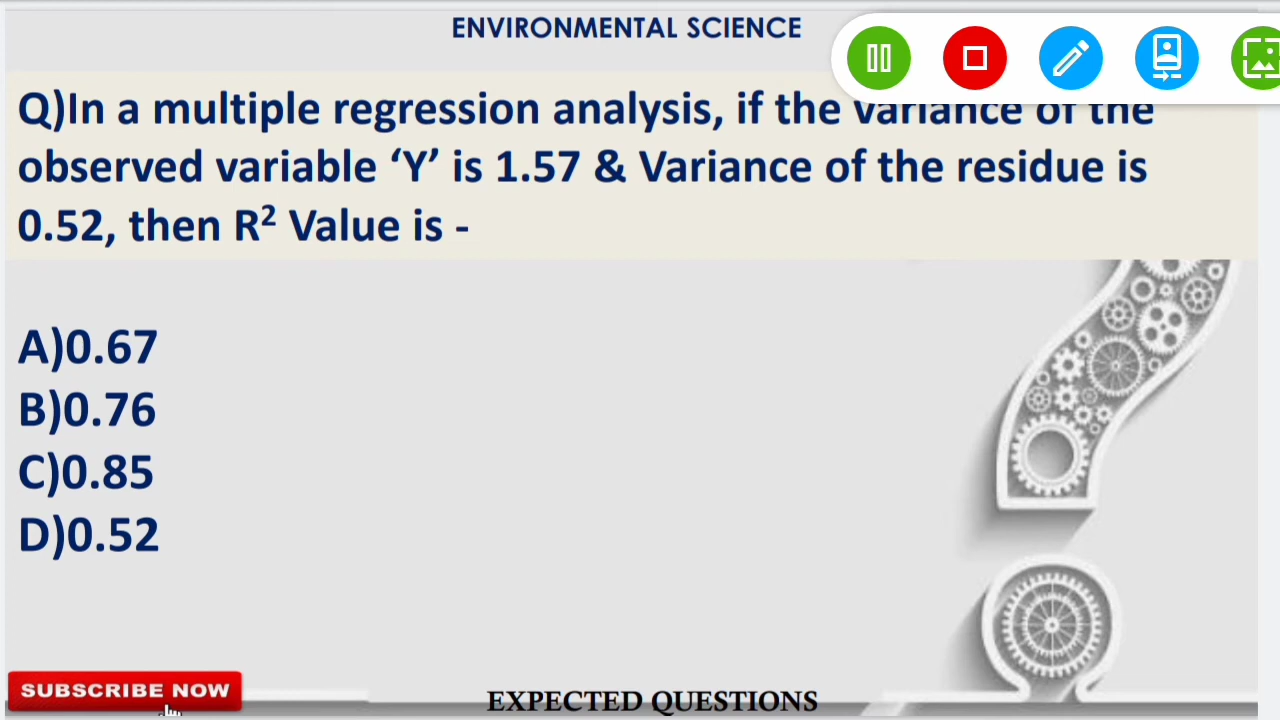 ENVIRONMENTAL SCIENCE
Q)In a multiple regression analysis, if the variance of the
observed variable ‘Y’ is 1.57 & Variance of the residue is
0.52, then R² Value is -
A)0.67
B)0.76
C)0.85
D)0.52
SUBSCRIBE NOW
EXPECTED QUESTIONS